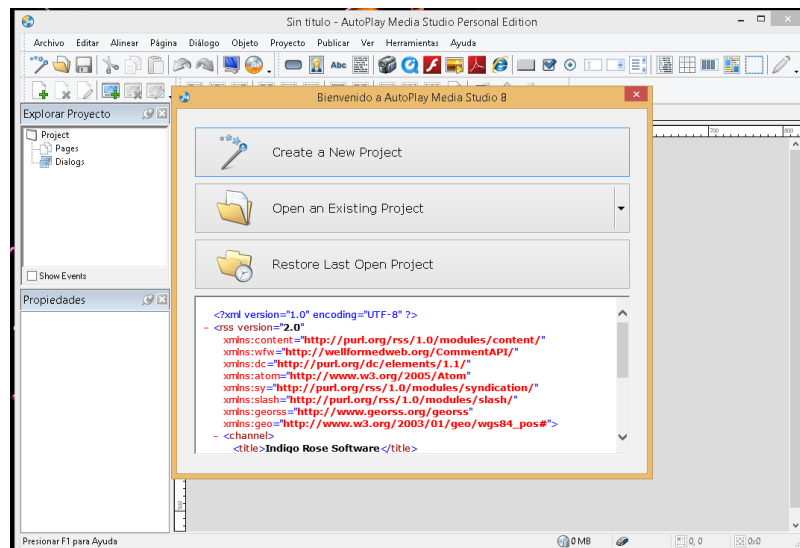 Sin título - AutoPlay Media Studio Personal Edition
Archivo Editar Alinear Página Diálogo Objeto Proyecto Publicar Ver Herramientas Ayuda
Abc
Explorar Proyecto
Project
Pages
Dialogs
Show Events
Propiedades
Bienvenido a AutoPlay Media Studio 8
Create a New Project
Open an Existing Project
Restore Last Open Project
<?xml version="1.0" encoding="UTF-8" ?>
- <rss version="2.0"
xmlns:content="http://purl.org/rss/1.0/modules/content/"
xmlns:wfw="http://wellformedweb.org/CommentAPI/"
xmlns:dc="http://purl.org/dc/elements/1.1/"
xmlns:atom="http://www.w3.org/2005/Atom"
xmlns:sy="http://purl.org/rss/1.0/modules/syndication/"
xmlns:slash="http://purl.org/rss/1.0/modules/slash/"
xmlns:georss="http://www.georss.org/georss"
xmlns:geo="http://www.w3.org/2003/01/geo/wgs84_pos#">
- <channel>
<title>Indigo Rose Software</title>
700 800
500
Presionar F1 para Ayuda
0 MB
0, 0
0x0